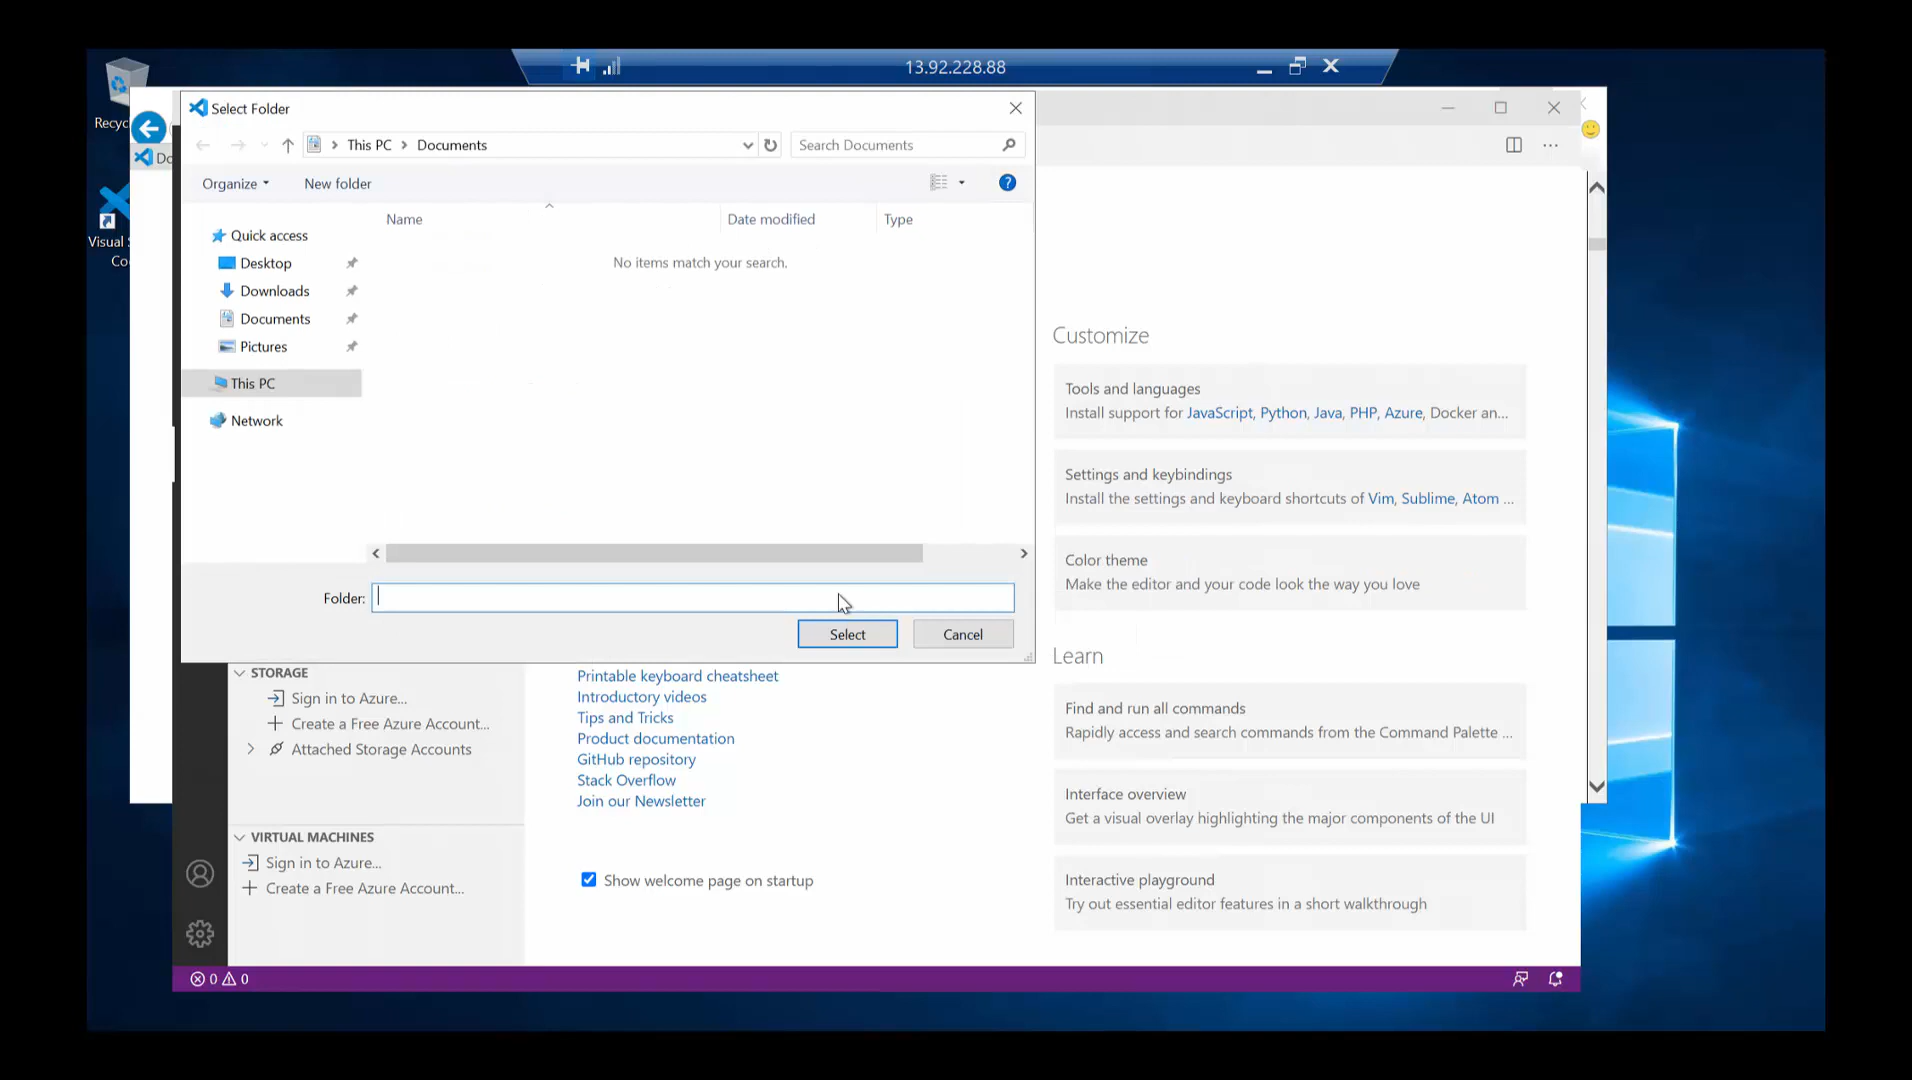 13.92.228.88
Recyc
Select Folder
Do
This PC
Documents
Search Documents
Organize
New folder
Visual S
Co
Name
Date modified
Type
Quick access
No items match your search.
Desktop
Downloads
Documents
Pictures
This PC
Network
Folder:
Select
Cancel
Customize
Tools and languages
Install support for JavaScript, Python, Java, PHP, Azure, Docker an...
Settings and keybindings
Install the settings and keyboard shortcuts of Vim, Sublime, Atom ...
Color theme
Make the editor and your code look the way you love
Learn
Find and run all commands
Rapidly access and search commands from the Command Palette ...
Interface overview
Get a visual overlay highlighting the major components of the UI
Interactive playground
Try out essential editor features in a short walkthrough
STORAGE
Sign in to Azure...
Create a Free Azure Account...
Attached Storage Accounts
VIRTUAL MACHINES
Sign in to Azure...
Create a Free Azure Account...
Printable keyboard cheatsheet
Introductory videos
Tips and Tricks
Product documentation
GitHub repository
Stack Overflow
Join our Newsletter
Show welcome page on startup
0 0